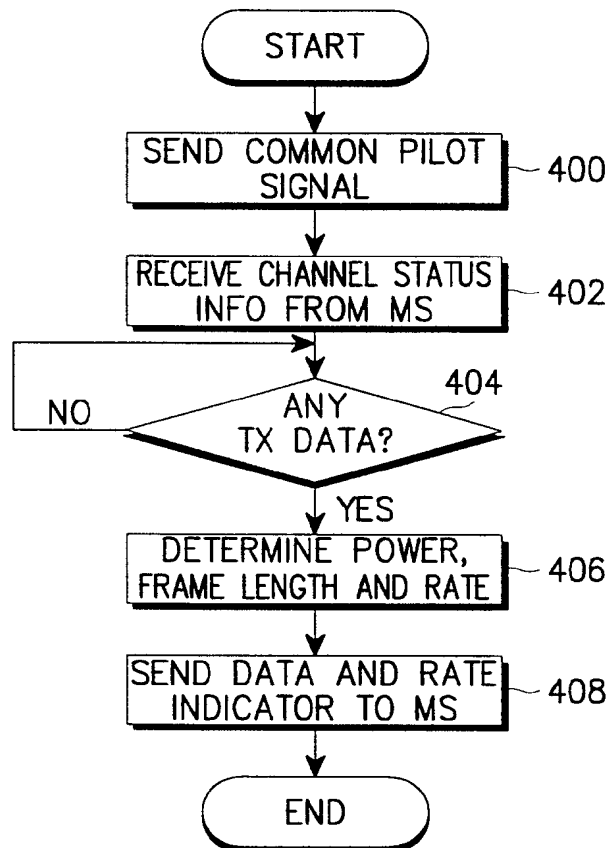 START
SEND COMMON PILOT
SIGNAL
400
RECEIVE CHANNEL STATUS
INFO FROM MS
402
404
ANY
TX DATA?
NO
YES
DETERMINE POWER,
FRAME LENGTH AND RATE
406
SEND DATA AND RATE
INDICATOR TO MS
408
END